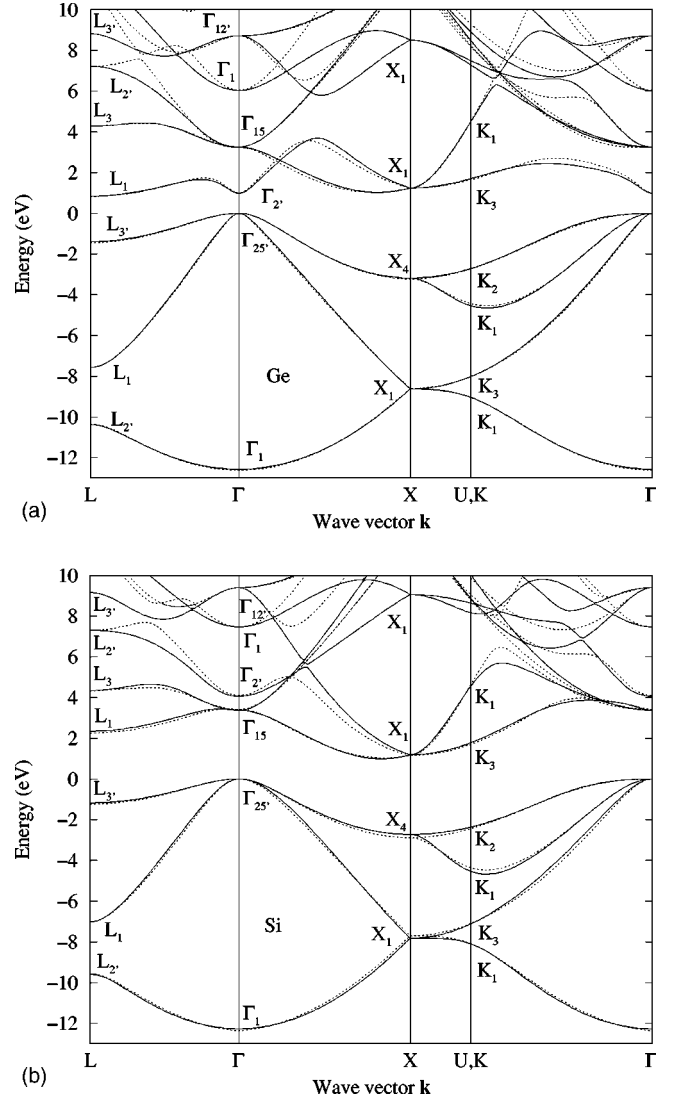 10
8
6
4
2
0
−2
−4
−6
−8
−10
−12
Energy (eV)
L3'
L2'
L3
L1
L3'
L1
L2'
Γ12'
Γ1
Γ15
Γ2'
Γ25'
Γ1
Ge
X1
X1
X4
X1
K1
K3
K2
K1
K3
K1
L Γ X U,K Γ
Wave vector k
(a)
10
8
6
4
2
0
−2
−4
−6
−8
−10
−12
Energy (eV)
L3'
L2'
L3
L1
L3'
L1
L2'
Γ12'
Γ1
Γ2'
Γ15
Γ25'
Γ1
Si
X1
X1
X4
X1
K1
K3
K2
K1
K3
K1
L Γ X U,K Γ
Wave vector k
(b)